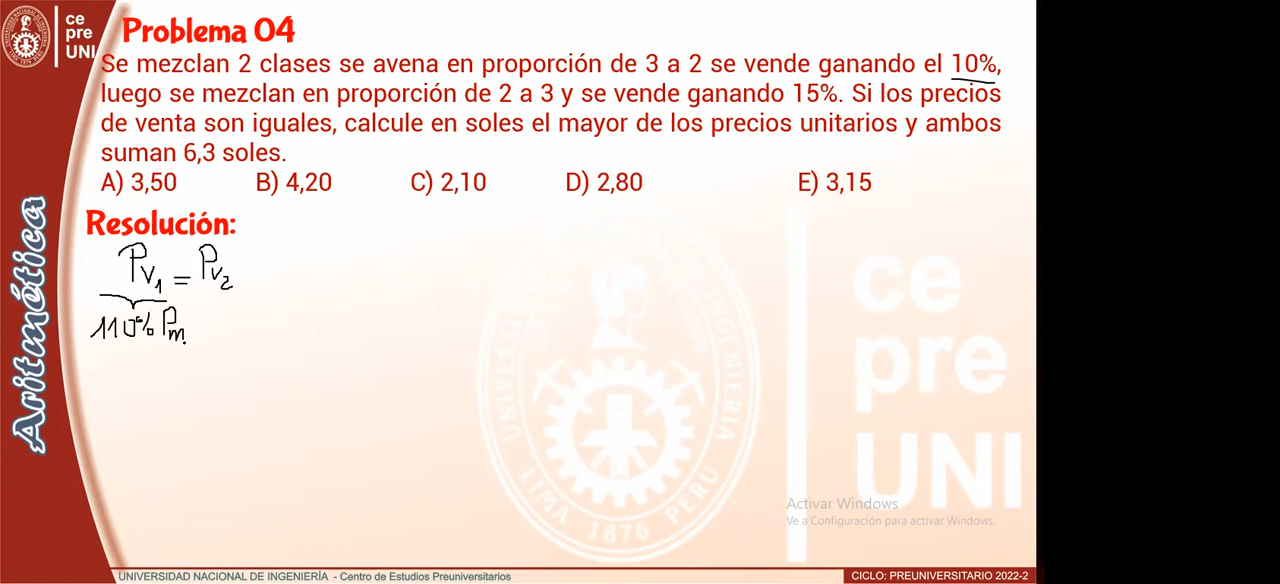 ce
pre
UNI
Problema 04
Se mezclan 2 clases se avena en proporción de 3 a 2 se vende ganando el 10%,
luego se mezclan en proporción de 2 a 3 y se vende ganando 15%. Si los precios
de venta son iguales, calcule en soles el mayor de los precios unitarios y ambos
suman 6,3 soles.
A) 3,50 B) 4,20 C) 2,10 D) 2,80 E) 3,15
Resolución:
Pv1 = Pv2
110% Pm
Aritmética
ce
pre
UNI
LIMA 1876 PERU
Activar Windows
Ve a Configuración para activar Windows.
UNIVERSIDAD NACIONAL DE INGENIERÍA - Centro de Estudios Preuniversitarios
CICLO: PREUNIVERSITARIO 2022-2